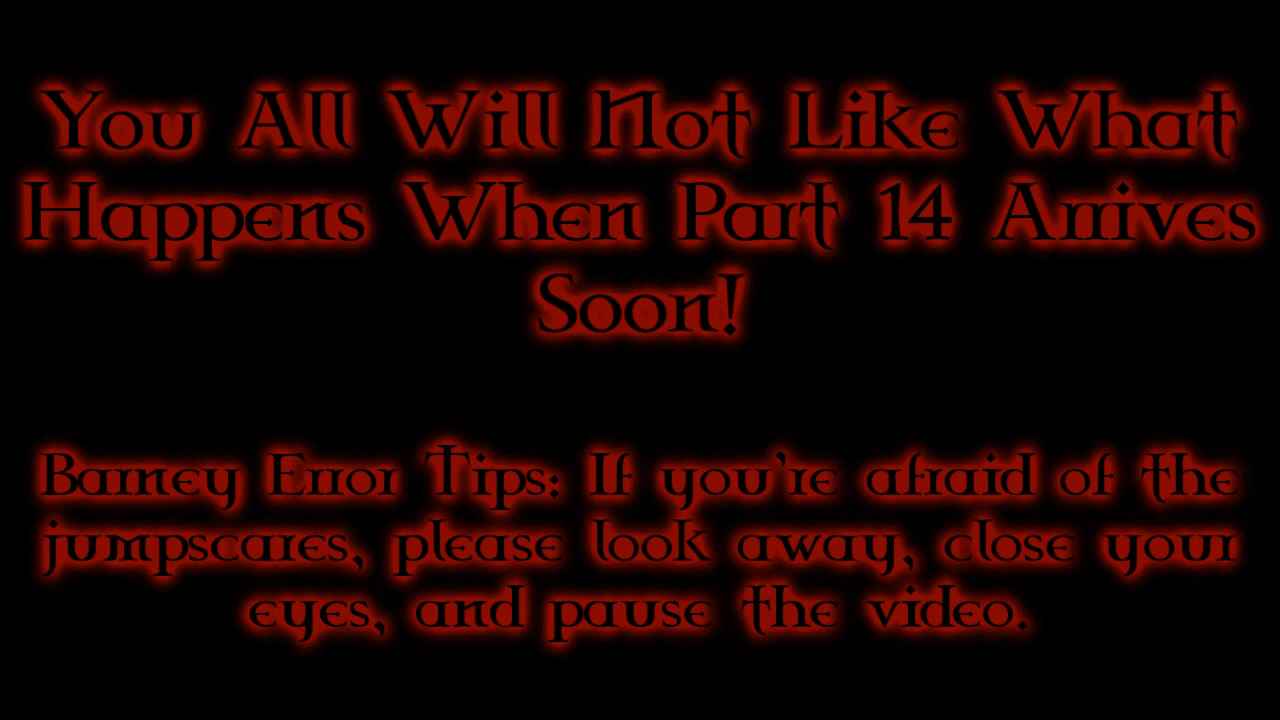 You All Will Not Like What
Happens When Part 14 Arrives
Soon!
Barney Error Tips: If you're afraid of the
jumpscares, please look away, close your
eyes, and pause the video.